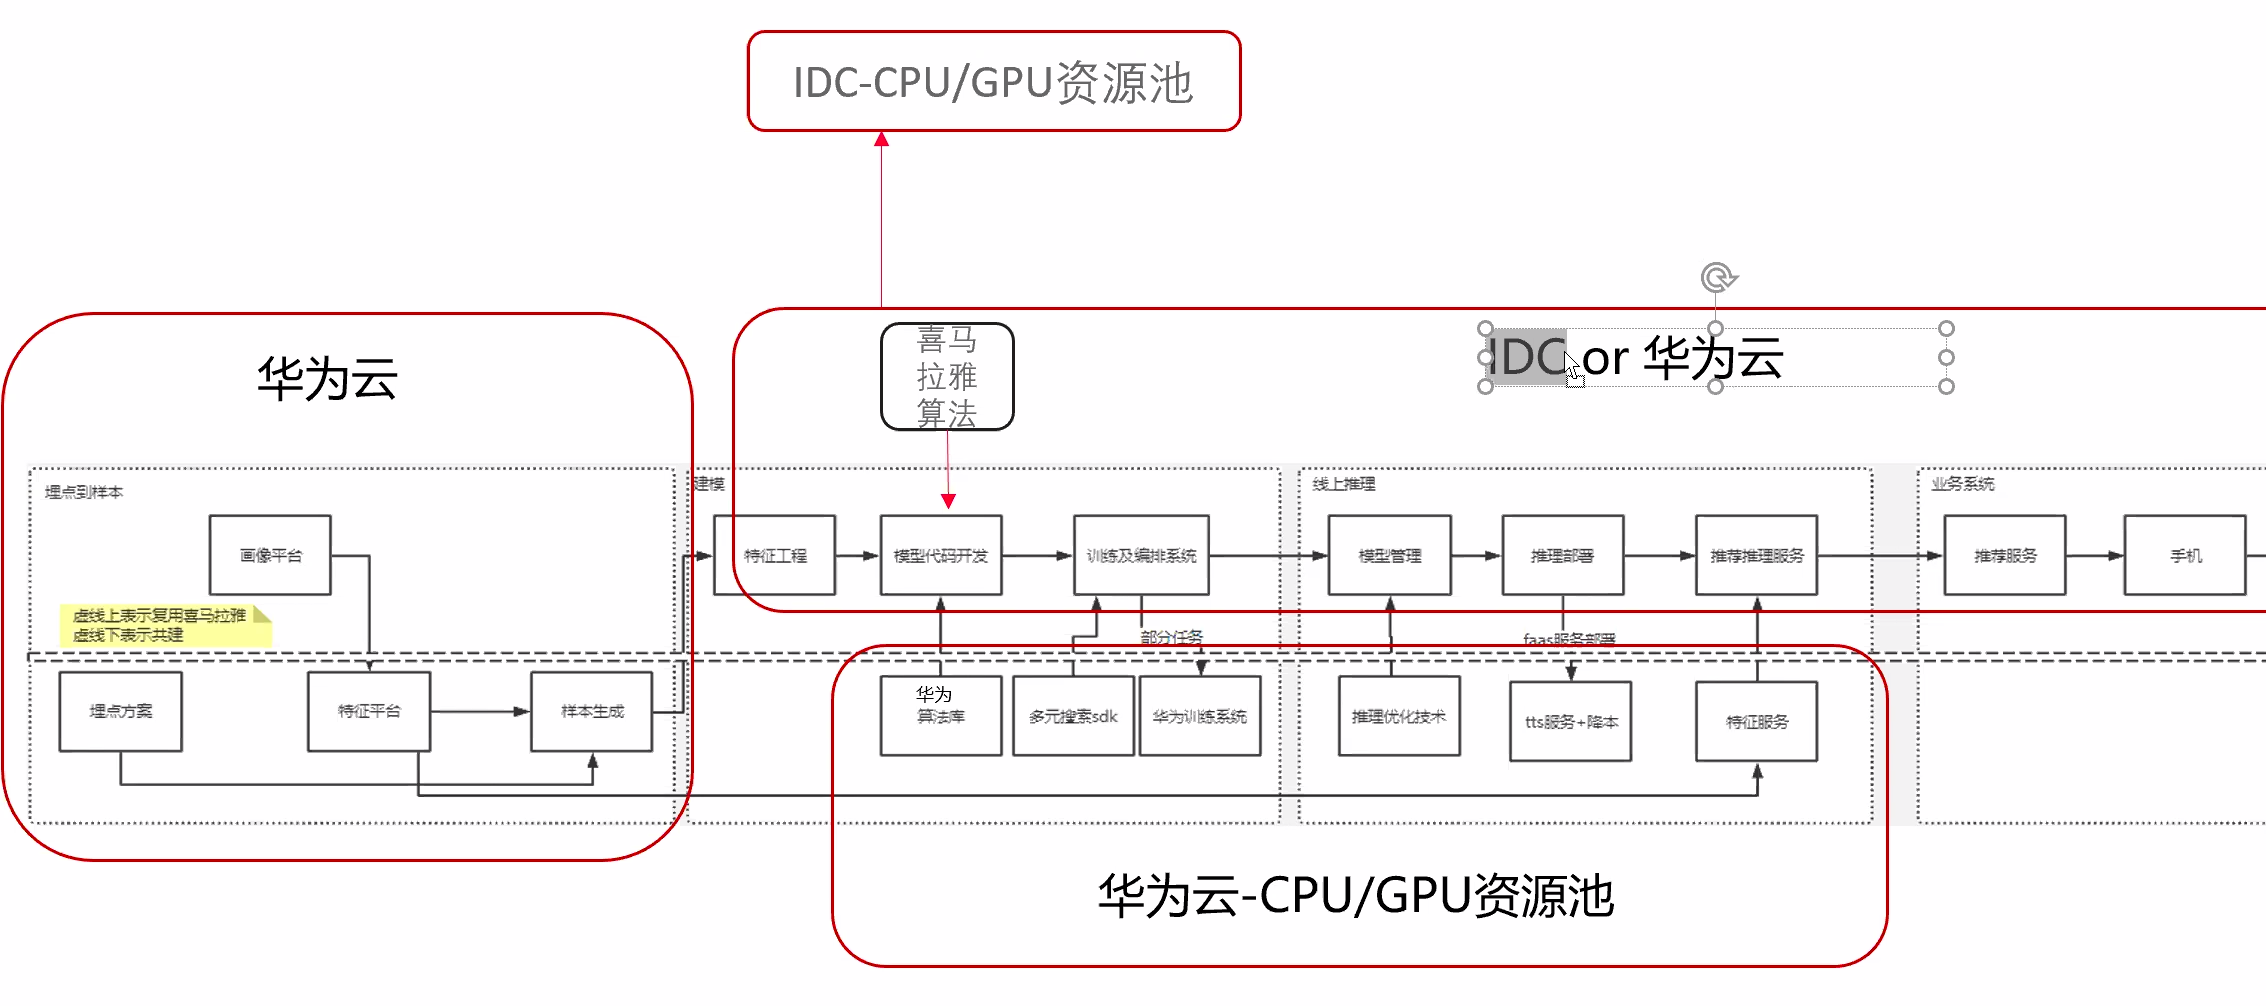 IDC-CPU/GPU资源池
华为云
喜马
拉雅
算法
IDC or 华为云
埋点到样本
建模
线上推理
业务系统
画像平台
特征工程
模型代码开发
训练及编排系统
模型管理
推理部署
推荐推理服务
推荐服务
手机
虚线上表示复用喜马拉雅
虚线下表示共建
部分任务
faas服务部署
埋点方案
特征平台
样本生成
华为
算法库
多元搜索sdk
华为训练系统
推理优化技术
tts服务+降本
特征服务
华为云-CPU/GPU资源池